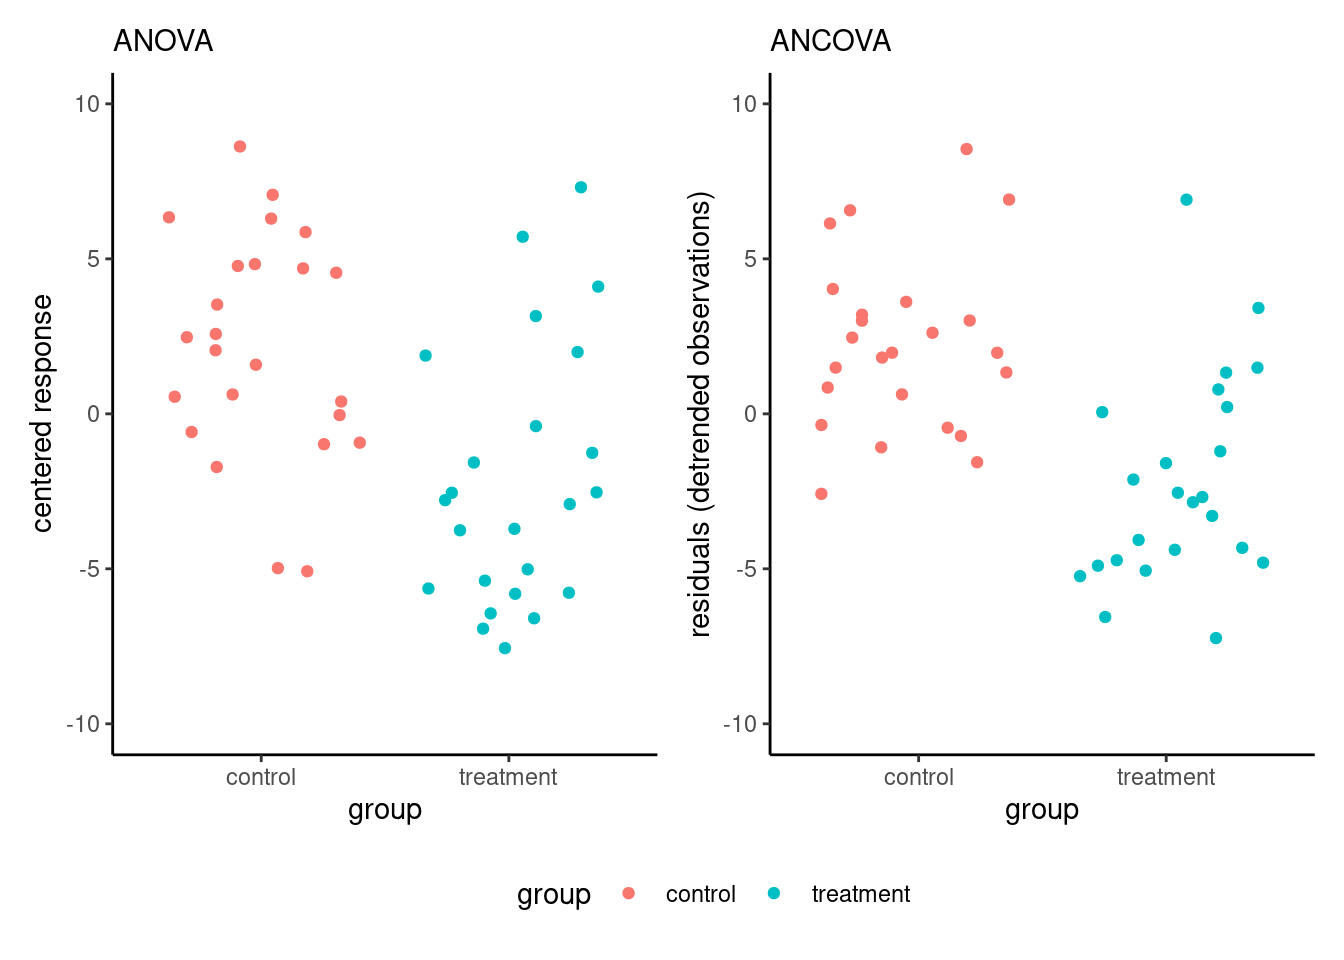 ANOVA
centered response
10
5
0
-5
-10
control treatment
group
ANCOVA
residuals (detrended observations)
10
5
0
-5
-10
control treatment
group
group control treatment